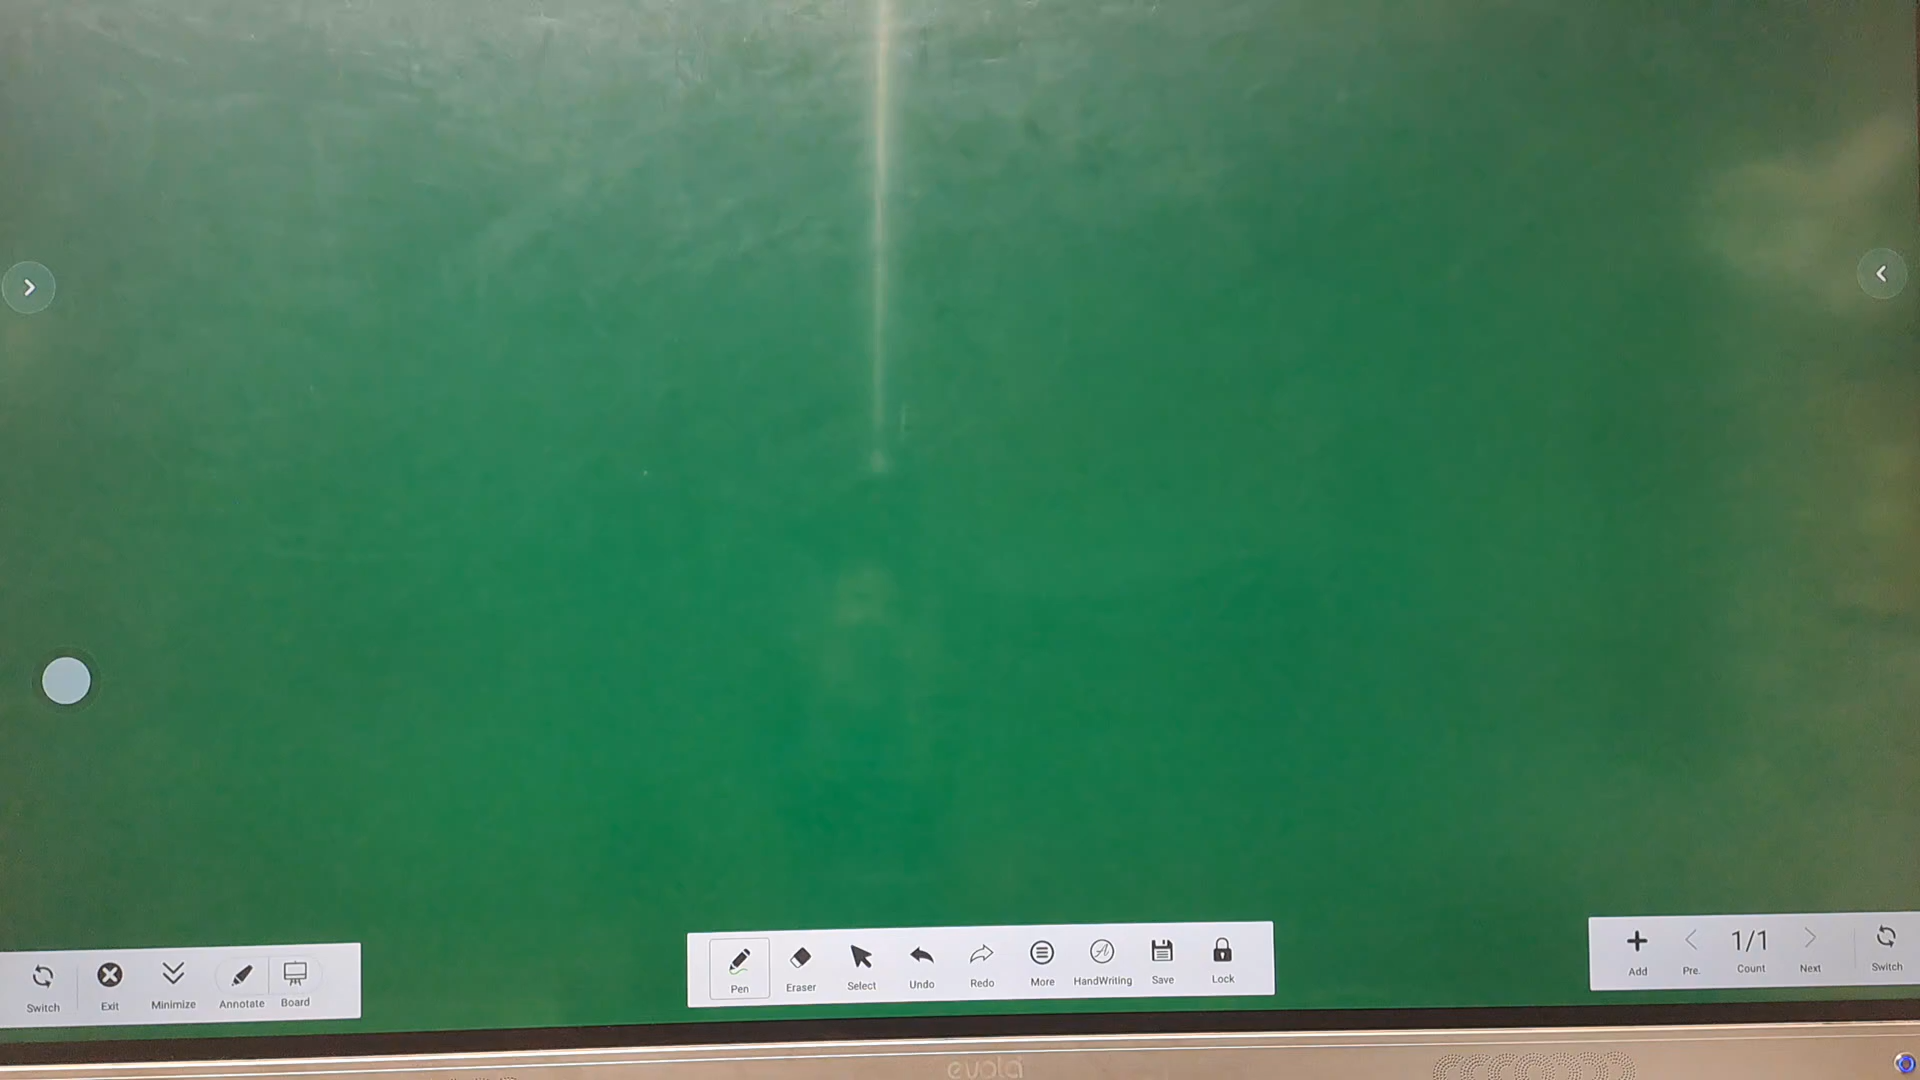 Switch Exit Minimize Annotate Board
Pen Eraser Select Undo Redo More HandWriting Save Lock
1/1
Add Pre. Count Next Switch
evola